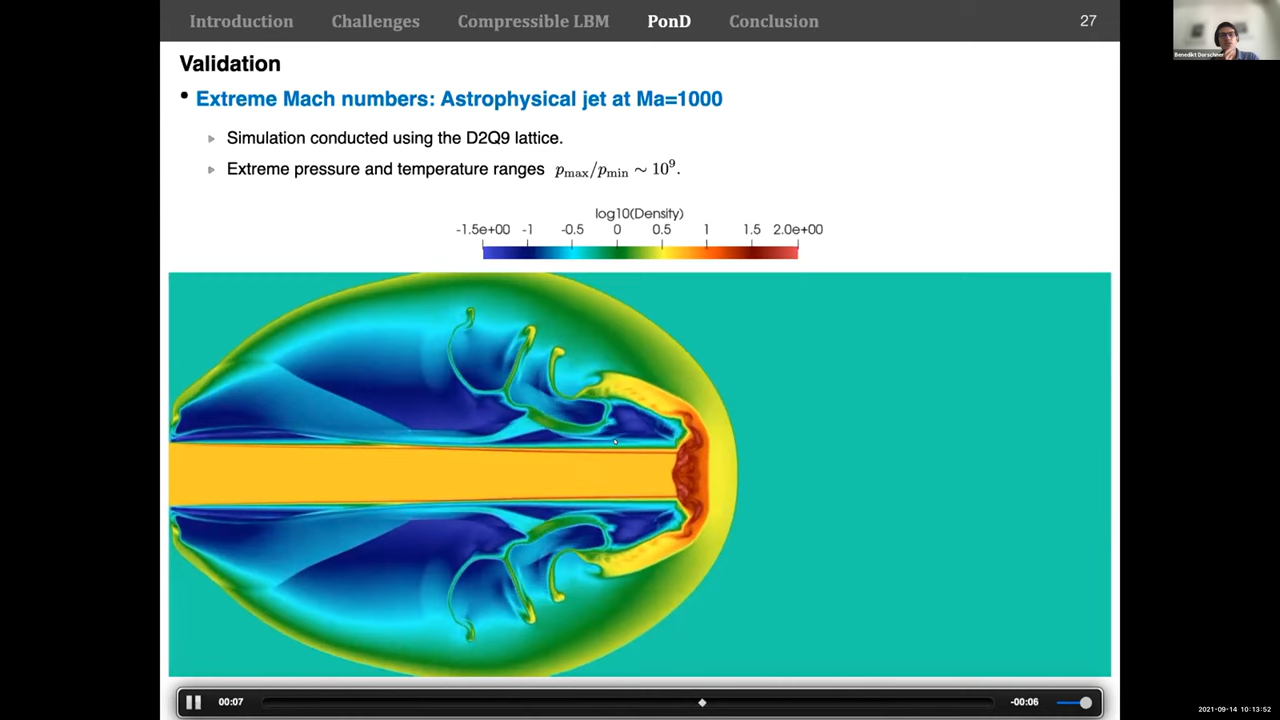 Introduction Challenges Compressible LBM PonD Conclusion 27
Benedikt Dorschner
Validation
• Extreme Mach numbers: Astrophysical jet at Ma=1000
Simulation conducted using the D2Q9 lattice.
Extreme pressure and temperature ranges pmax/pmin ∼ 10⁹.
log10(Density)
-1.5e+00 -1 -0.5 0 0.5 1 1.5 2.0e+00
00:07 -00:06
2021-09-14 10:13:52